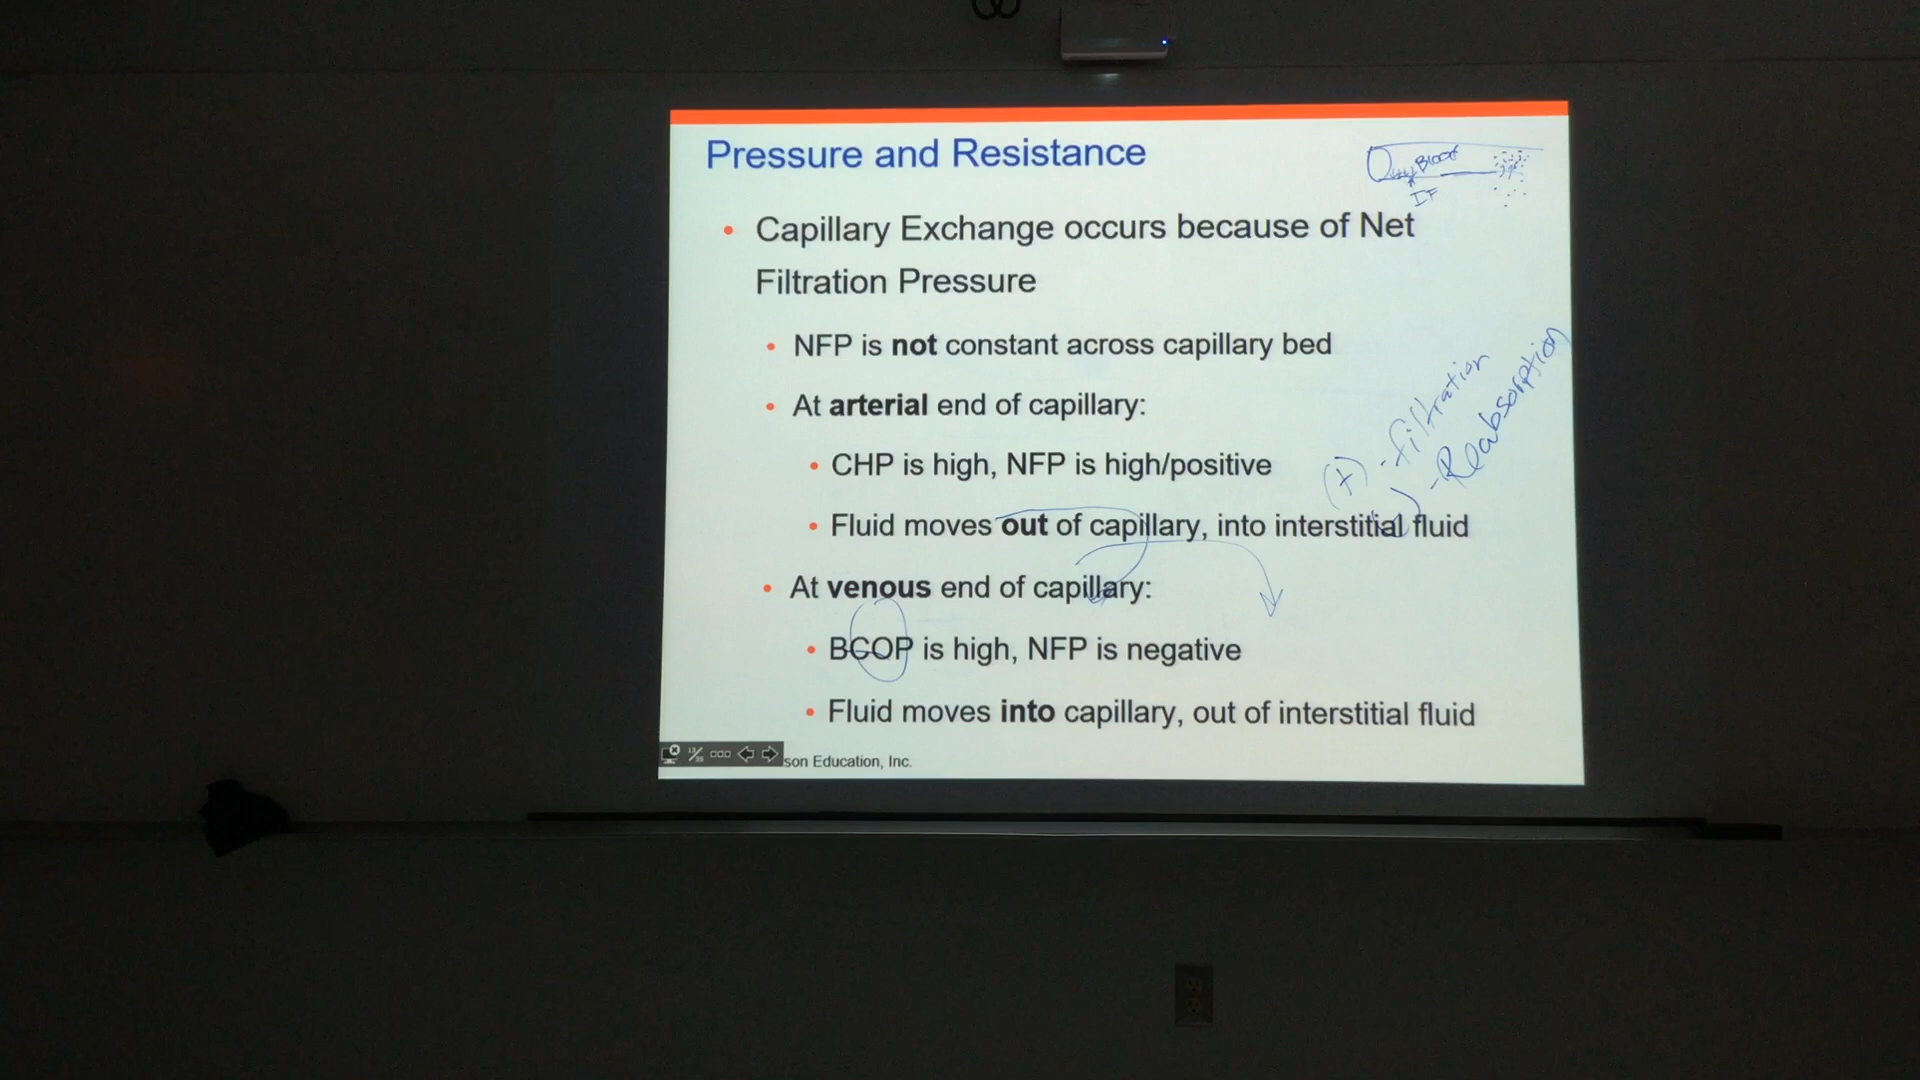 Pressure and Resistance
Blood
IF
• Capillary Exchange occurs because of Net
Filtration Pressure
• NFP is not constant across capillary bed
• At arterial end of capillary:
• CHP is high, NFP is high/positive
(+) - filtration
- Reabsorption
• Fluid moves out of capillary, into interstitial fluid
• At venous end of capillary:
• BCOP is high, NFP is negative
• Fluid moves into capillary, out of interstitial fluid
13/35
son Education, Inc.